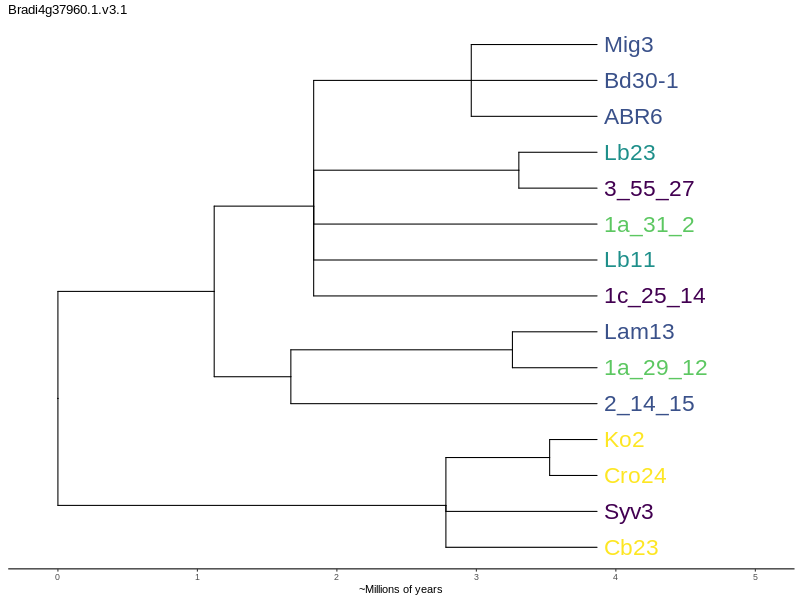 Bradi4g37960.1.v3.1
Mig3
Bd30-1
ABR6
Lb23
3_55_27
1a_31_2
Lb11
1c_25_14
Lam13
1a_29_12
2_14_15
Ko2
Cro24
Syv3
Cb23
0 1 2 3 4 5
~Millions of years